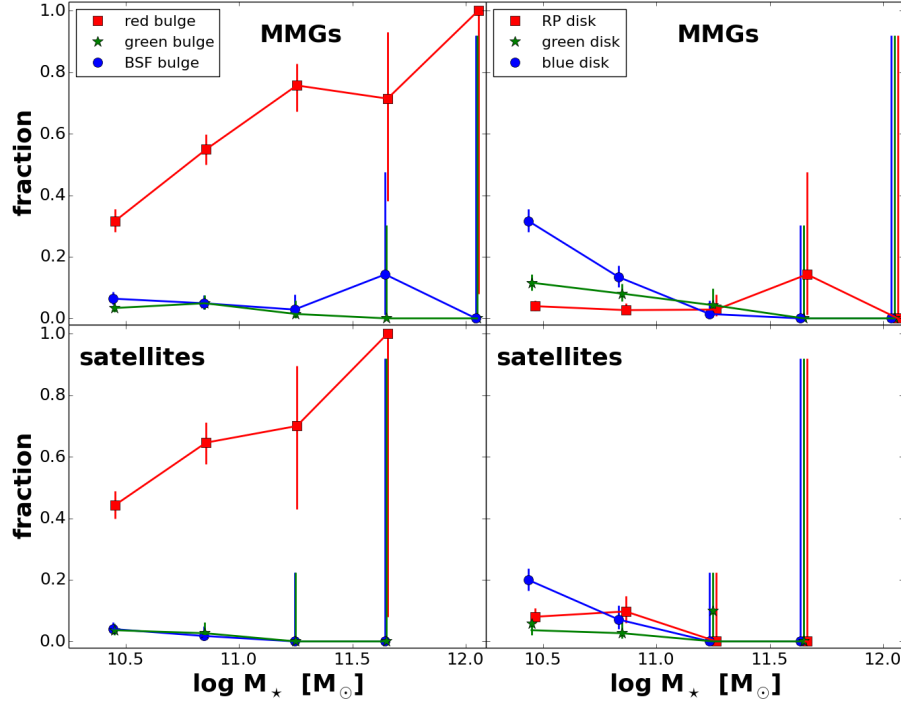 red bulge
green bulge
BSF bulge
MMGs
RP disk
green disk
blue disk
MMGs
1.0
0.8
0.6
0.4
0.2
0.0
fraction
satellites
satellites
1.0
0.8
0.6
0.4
0.2
0.0
fraction
10.5 11.0 11.5 12.0
10.5 11.0 11.5 12.0
log M⋆ [M⊙]
log M⋆ [M⊙]